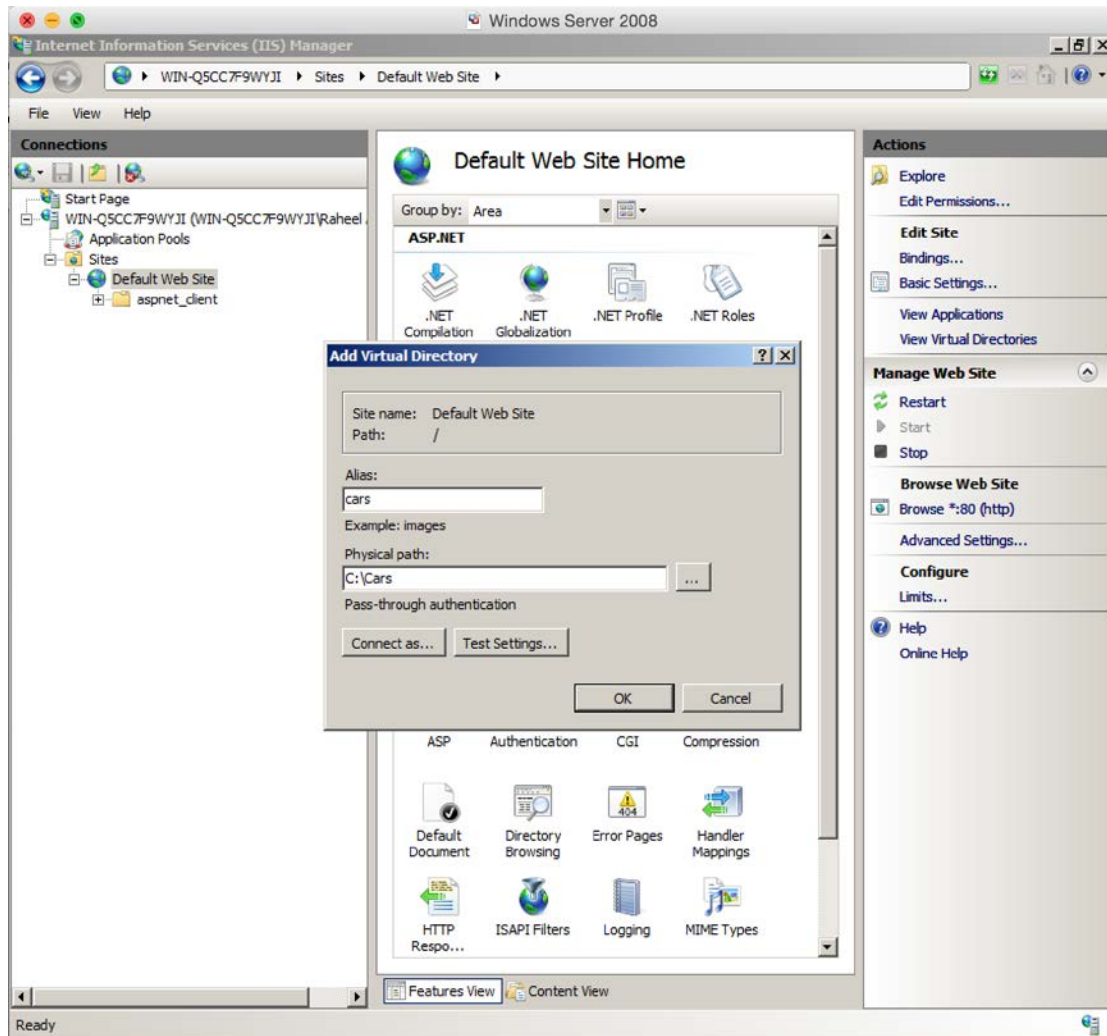 Windows Server 2008
Internet Information Services (IIS) Manager
WIN-Q5CC7F9WYJI Sites Default Web Site
File View Help
Connections
Start Page
WIN-Q5CC7F9WYJI (WIN-Q5CC7F9WYJI\Raheel
Application Pools
Sites
Default Web Site
aspnet_client
Default Web Site Home
Group by: Area
ASP.NET
.NET Compilation
.NET Globalization
.NET Profile
.NET Roles
Add Virtual Directory
Site name: Default Web Site
Path: /
Alias:
cars
Example: images
Physical path:
C:\Cars
...
Pass-through authentication
Connect as... Test Settings...
OK Cancel
ASP Authentication CGI Compression
Default Document
Directory Browsing
Error Pages
404
Handler Mappings
HTTP Respo...
ISAPI Filters
Logging
MIME Types
Features View Content View
Actions
Explore
Edit Permissions...
Edit Site
Bindings...
Basic Settings...
View Applications
View Virtual Directories
Manage Web Site
Restart
Start
Stop
Browse Web Site
Browse *:80 (http)
Advanced Settings...
Configure
Limits...
Help
Online Help
Ready